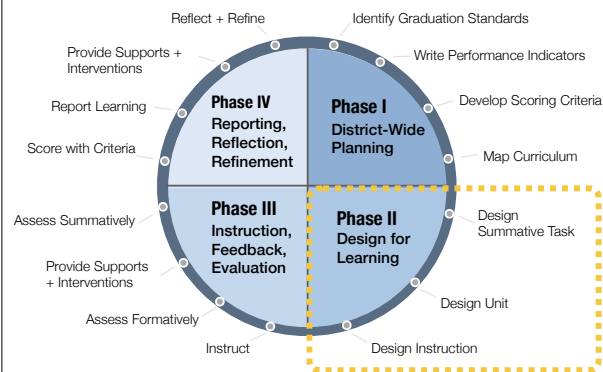 Reflect + Refine
Identify Graduation Standards
Provide Supports +
Interventions
Write Performance Indicators
Report Learning
Develop Scoring Criteria
Score with Criteria
Map Curriculum
Phase IV
Reporting,
Reflection,
Refinement
Phase I
District-Wide
Planning
Assess Summatively
Phase III
Instruction,
Feedback,
Evaluation
Phase II
Design for
Learning
Design
Summative Task
Provide Supports
+ Interventions
Design Unit
Assess Formatively
Instruct
Design Instruction